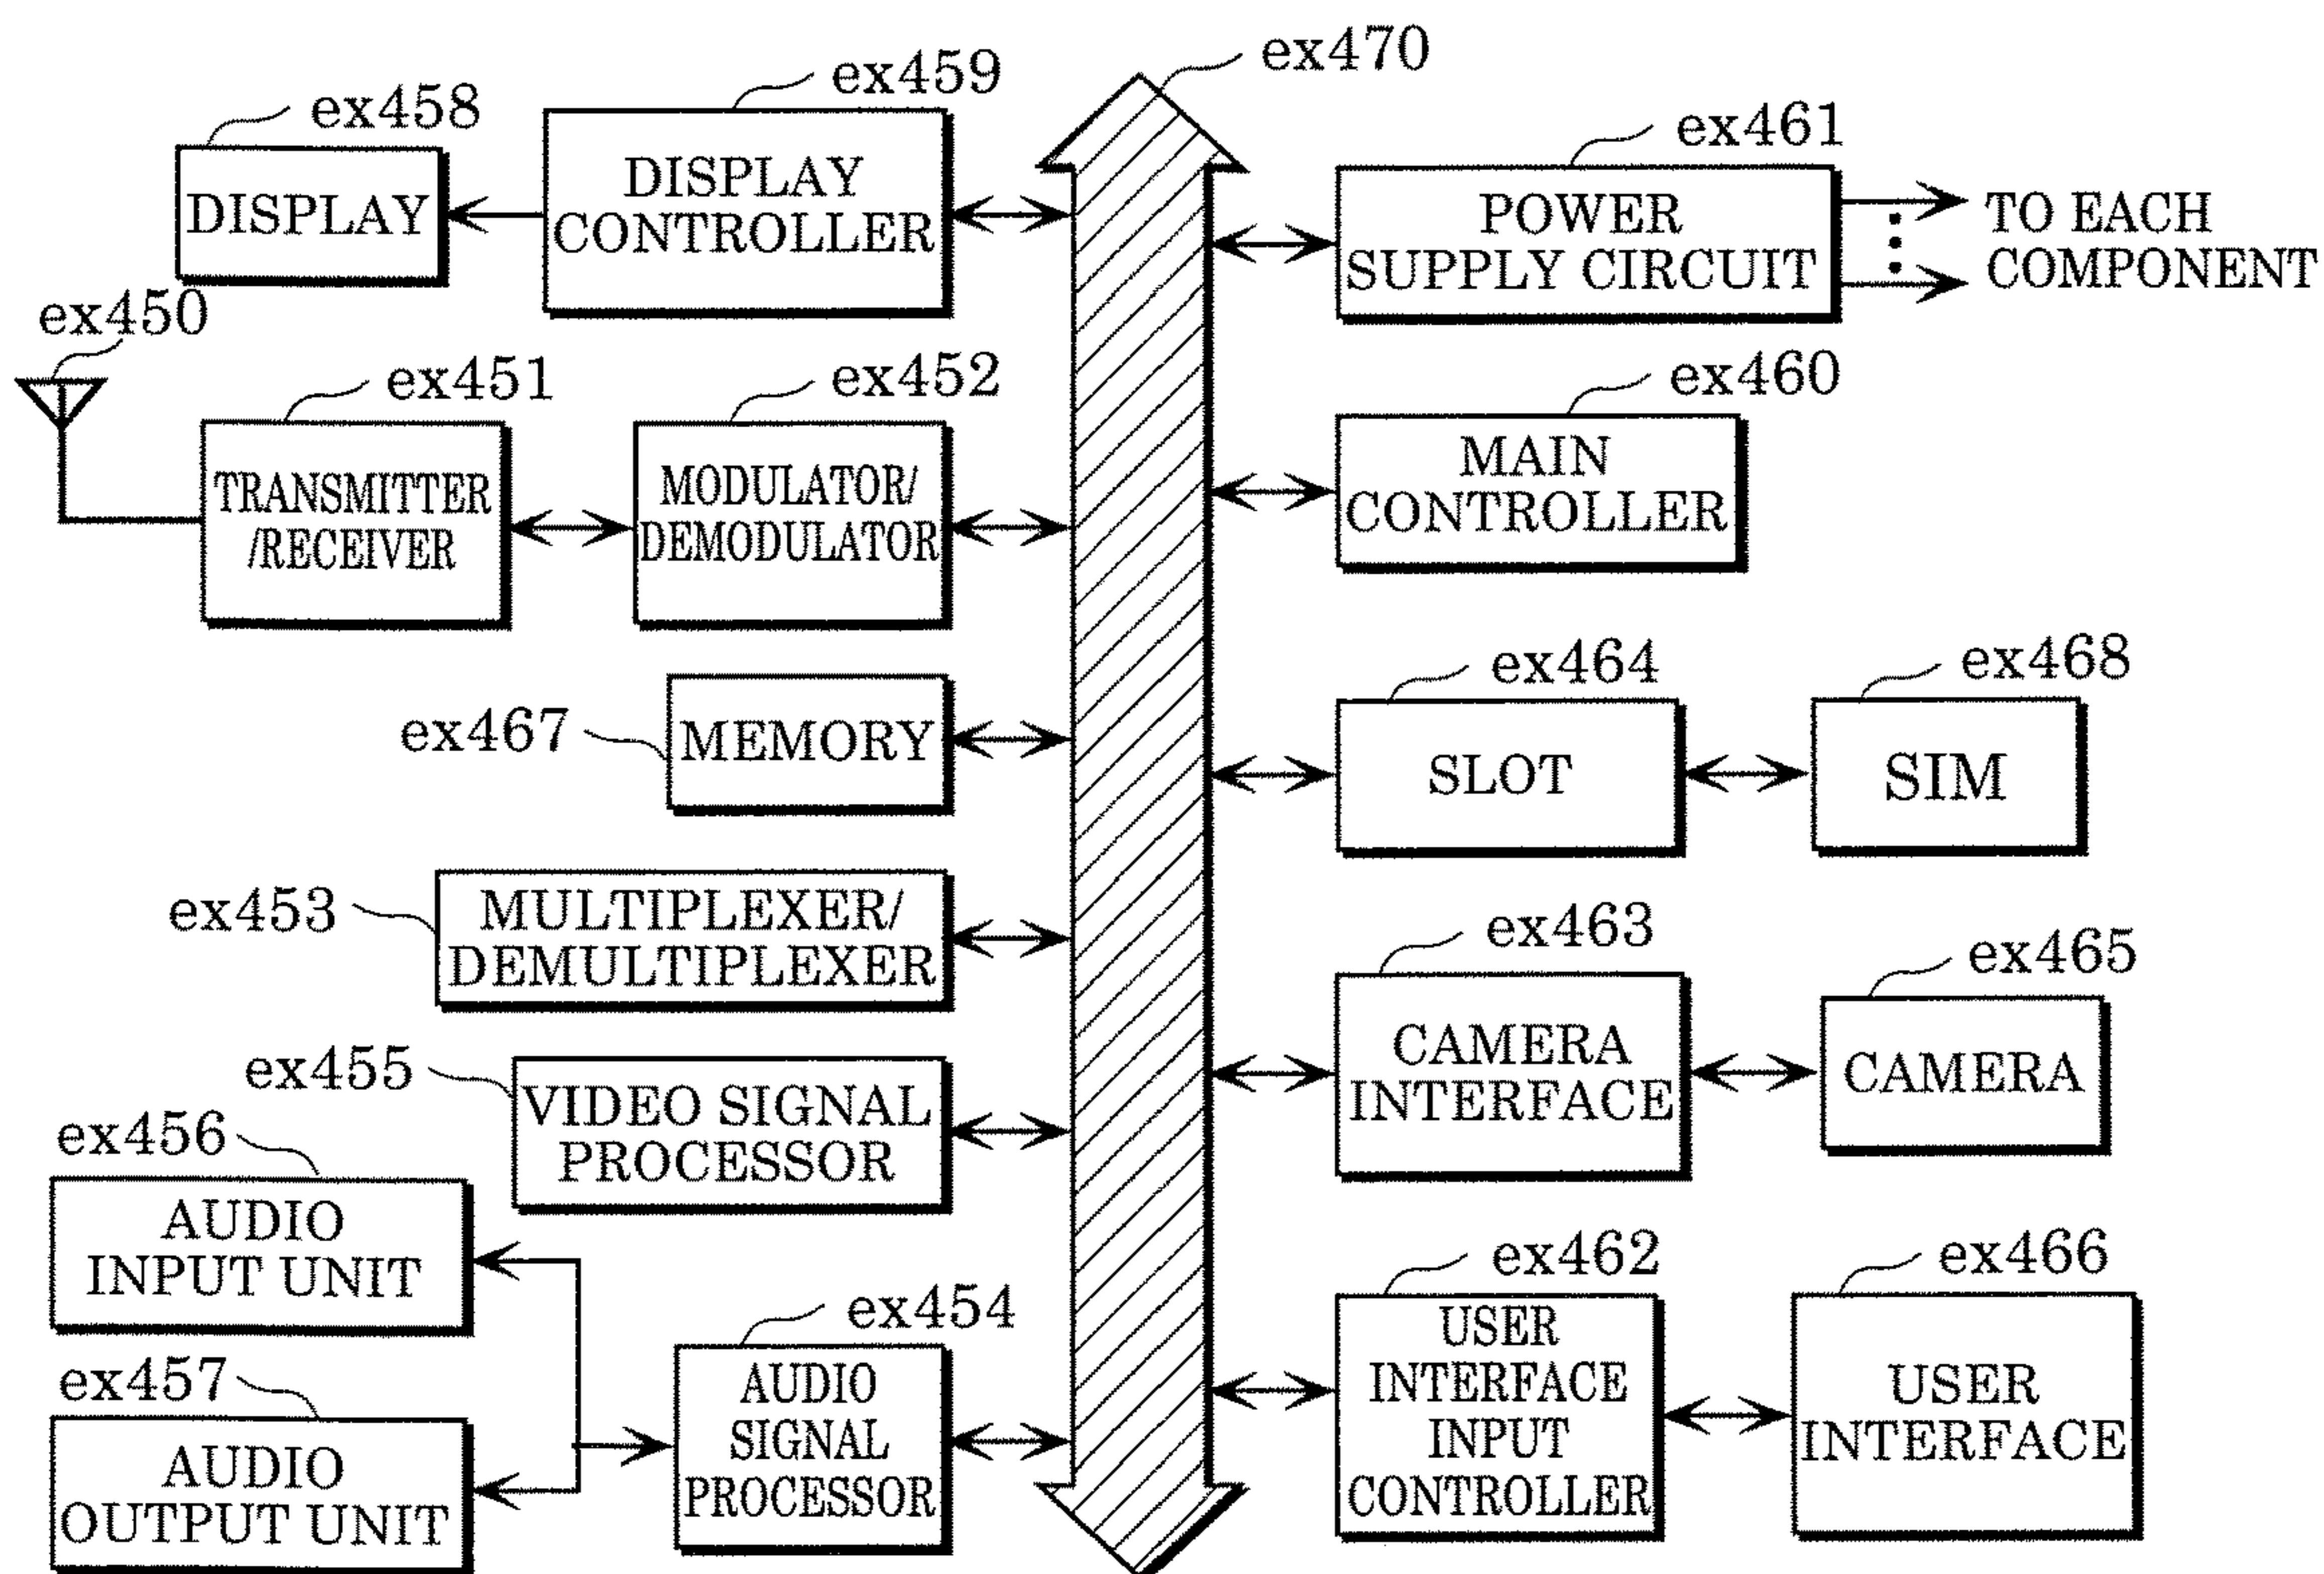 ex470
ex459
ex458
DISPLAY
CONTROLLER
DISPLAY
ex461
POWER
SUPPLY CIRCUIT
TO EACH
COMPONENT
ex450
ex451
ex452
TRANSMITTER
/RECEIVER
MODULATOR/
DEMODULATOR
ex460
MAIN
CONTROLLER
ex467
MEMORY
ex464
SLOT
ex468
SIM
ex453
MULTIPLEXER/
DEMULTIPLEXER
ex463
CAMERA
INTERFACE
ex465
CAMERA
ex455
VIDEO SIGNAL
PROCESSOR
ex456
AUDIO
INPUT UNIT
ex457
AUDIO
OUTPUT UNIT
ex454
AUDIO
SIGNAL
PROCESSOR
ex462
USER
INTERFACE
INPUT
CONTROLLER
ex466
USER
INTERFACE